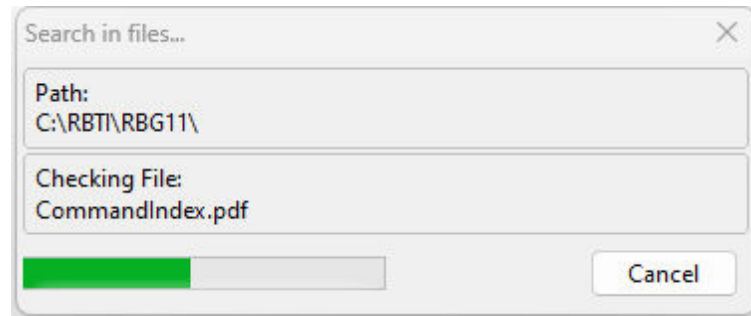 Search in files...
Path:
C:\RBTI\RBG11\
Checking File:
CommandIndex.pdf
Cancel